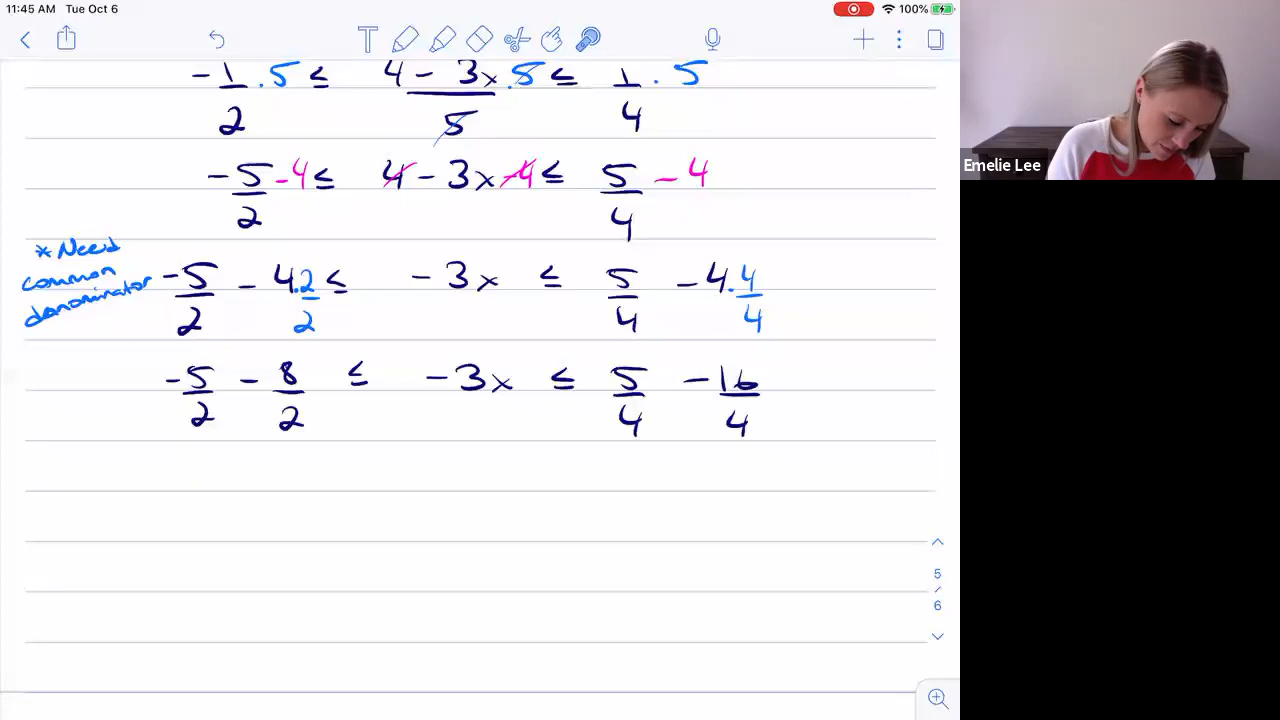 11:45 AM Tue Oct 6
100%
T
-1/2 . 5 ≤ 4 - 3x/5 . 5 ≤ 1/4 . 5
-5/2 - 4 ≤ 4 - 3x - 4 ≤ 5/4 - 4
* Need
common
denominator
-5/2 - 4 . 2/2 ≤ - 3x ≤ 5/4 - 4 . 4/4
-5/2 - 8/2 ≤ - 3x ≤ 5/4 - 16/4
5
6
Emelie Lee